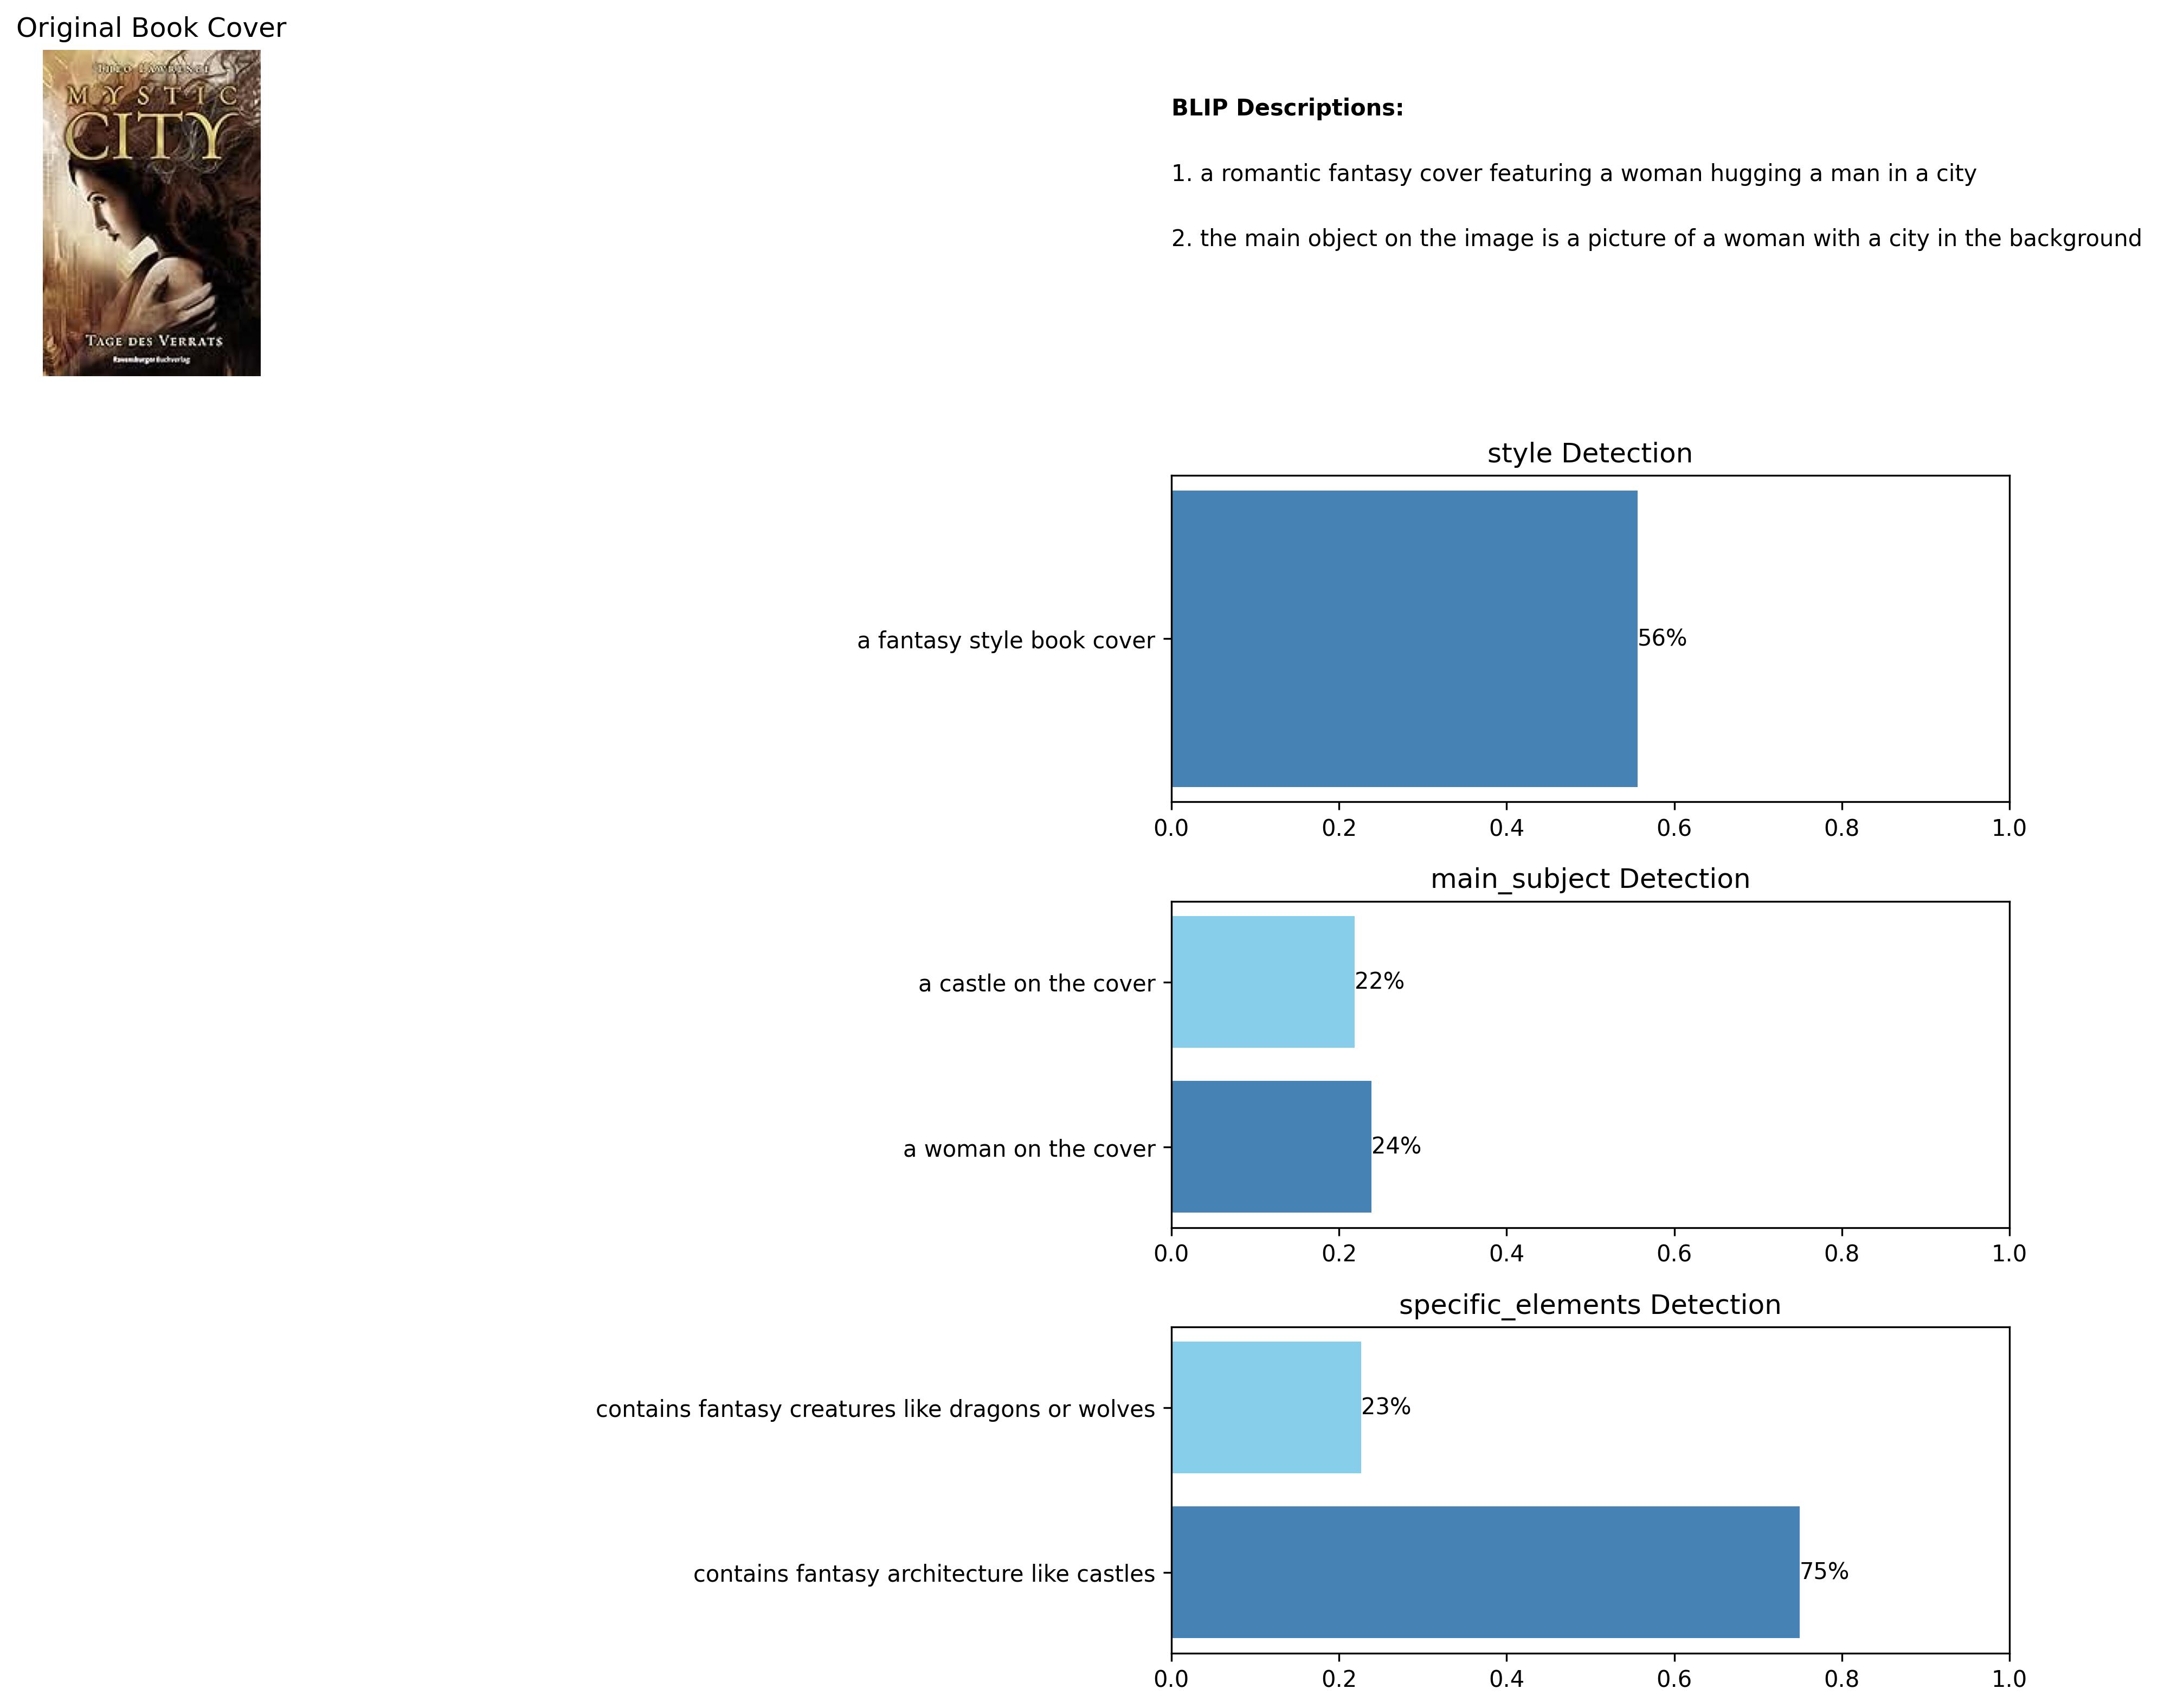 Original Book Cover
THEO LAWRENCE
MYSTIC
CITY
TAGE DES VERRATS
Ravensburger Buchverlag
BLIP Descriptions:
1. a romantic fantasy cover featuring a woman hugging a man in a city
2. the main object on the image is a picture of a woman with a city in the background
style Detection
a fantasy style book cover
56%
0.0 0.2 0.4 0.6 0.8 1.0
main_subject Detection
a castle on the cover
22%
a woman on the cover
24%
0.0 0.2 0.4 0.6 0.8 1.0
specific_elements Detection
contains fantasy creatures like dragons or wolves
23%
contains fantasy architecture like castles
75%
0.0 0.2 0.4 0.6 0.8 1.0